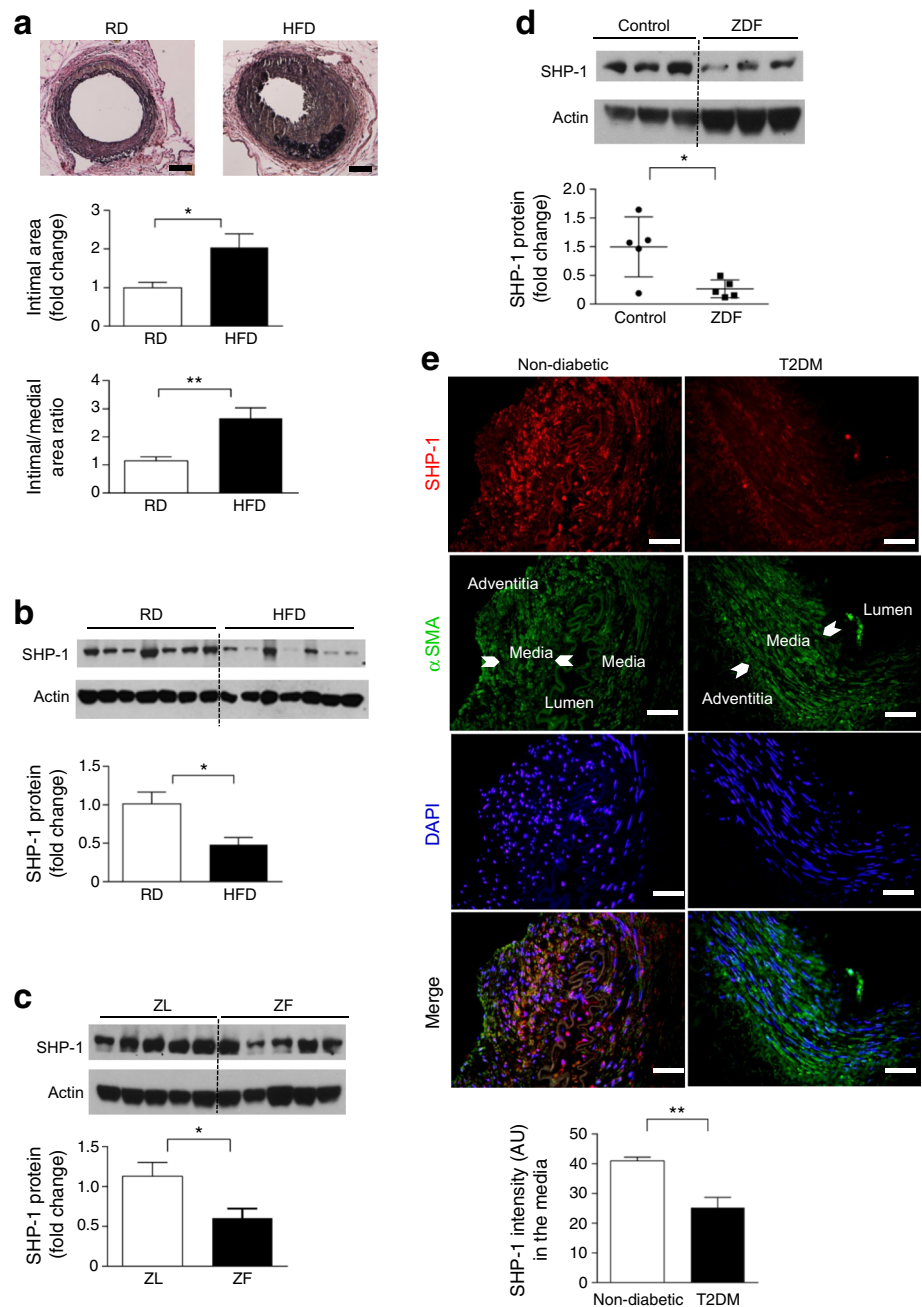 a
RD HFD
Intimal area
(fold change)
3
2
1
0
*
RD HFD
Intimal/medial
area ratio
4
3
2
1
0
**
RD HFD
b
RD HFD
SHP-1
Actin
SHP-1 protein
(fold change)
1.5
1.0
0.5
0
*
RD HFD
c
ZL ZF
SHP-1
Actin
SHP-1 protein
(fold change)
1.5
1.0
0.5
0
*
ZL ZF
d
Control ZDF
SHP-1
Actin
SHP-1 protein
(fold change)
2.0
1.5
0.5
0
*
Control ZDF
e
Non-diabetic T2DM
SHP-1
αSMA
Adventitia
Media Media
Lumen
Lumen
Media
Adventitia
DAPI
Merge
SHP-1 intensity (AU)
in the media
50
40
30
20
10
0
**
Non-diabetic T2DM